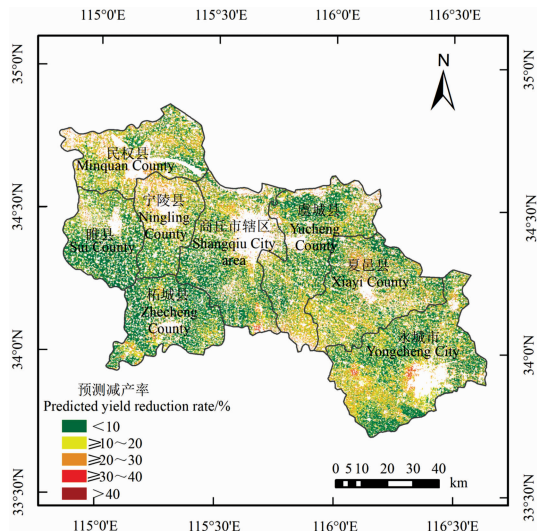 115°0′E 115°30′E 116°0′E 116°30′E
35°0′N
35°0′N
N
民权县
Minquan County
宁陵县
Ningling
County
34°30′N
34°30′N
睢县
Sui County
商丘市辖区
Shangqiu City
area
虞城县
Yucheng
County
夏邑县
Xiayi County
柘城县
Zhecheng
County
永城市
Yongcheng City
34°0′N
34°0′N
预测减产率
Predicted yield reduction rate/%
<10
≥10～20
≥20～30
≥30～40
>40
0 5 10 20 30 40
km
33°30′N
33°30′N
115°0′E 115°30′E 116°0′E 116°30′E